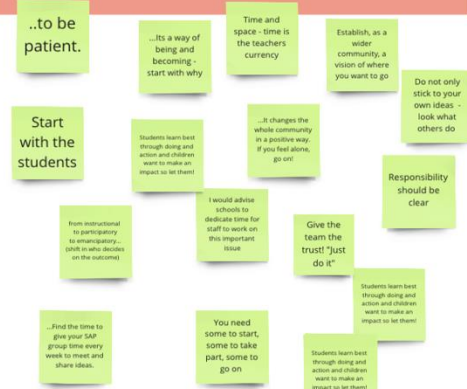 ..to be
patient.
...Its a way of
being and
becoming -
start with why
Time and
space - time is
the teachers
currency
Establish, as a
wider
community, a
vision of where
you want to go
Do not only
stick to your
own ideas -
look what
others do
Start
with the
students
Students learn best
through doing and
action and children
want to make an
impact so let them!
...It changes the
whole community
in a positive way.
If you feel alone,
go on!
Responsibility
should be
clear
from instructional
to participatory
to emancipatory...
(shift in who decides
on the outcome)
I would advise
schools to
dedicate time for
staff to work on
this important
issue
Give the
team the
trust! "Just
do it"
Students learn best
through doing and
action and children
want to make an
impact so let them!
...Find the time to
give your SAP
group time every
week to meet and
share ideas.
You need
some to start,
some to take
part, some to
go on
Students learn best
through doing and
action and children
want to make an
impact so let them!